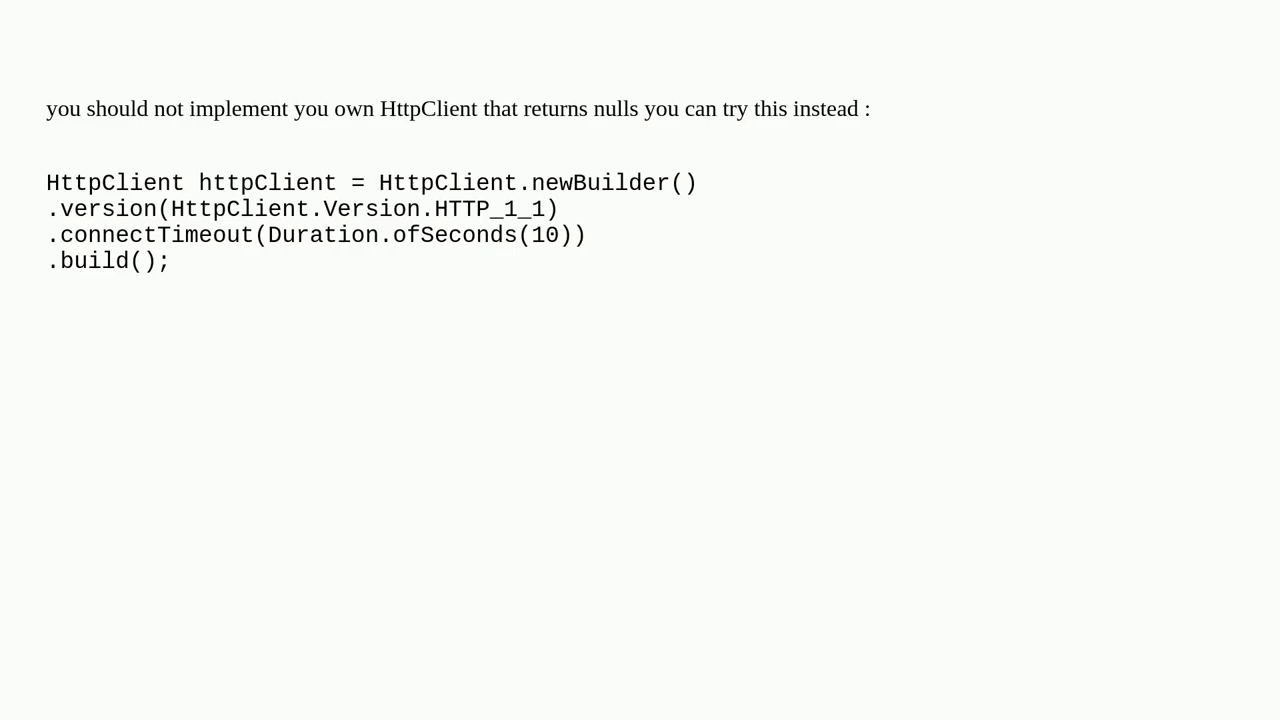 you should not implement you own HttpClient that returns nulls you can try this instead :
HttpClient httpClient = HttpClient.newBuilder()
.version(HttpClient.Version.HTTP_1_1)
.connectTimeout(Duration.ofSeconds(10))
.build();